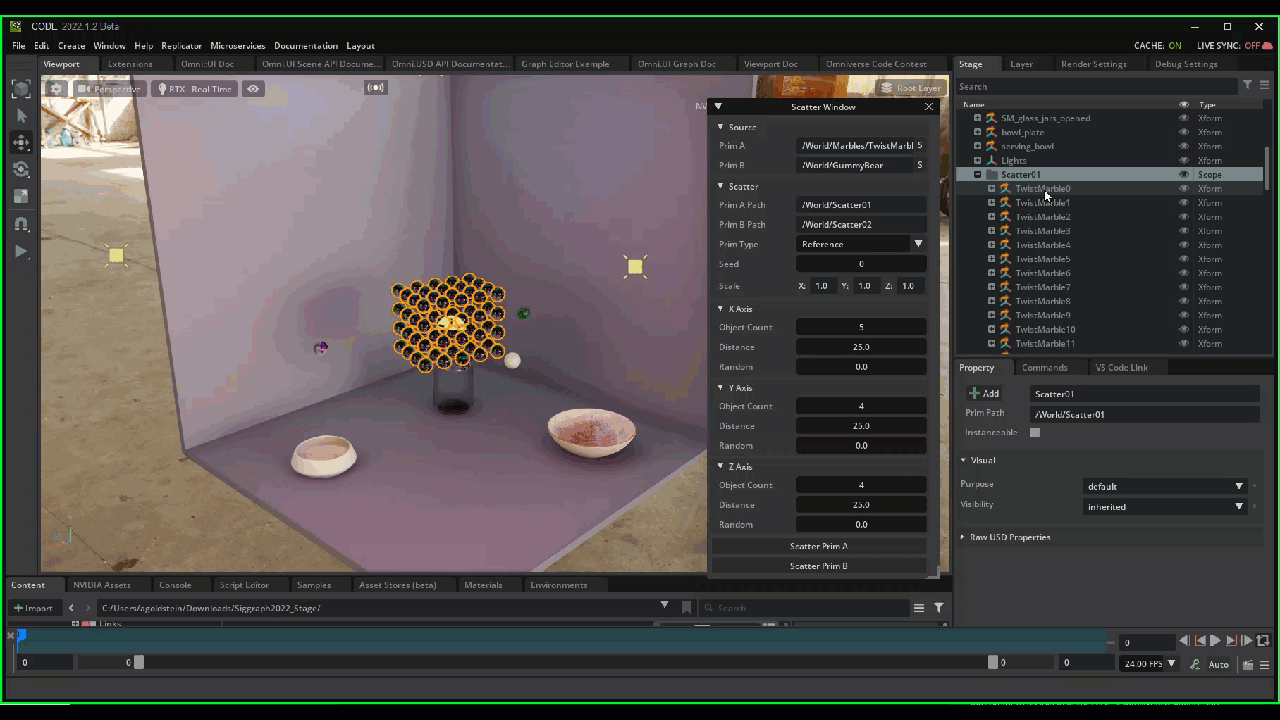 CODE 2022.1.2 Beta
File Edit Create Window Help Replicator Microservices Documentation Layout
CACHE: ON LIVE SYNC: OFF
Viewport Extensions Omni::UI Doc Omni.UI Scene API Docume... Omni.USD API Documentat... Graph Editor Example Omni::UI Graph Doc Viewport Doc Omniverse Code Contest
Stage Layer Render Settings Debug Settings
Perspective RTX - Real-Time Root Layer
Search
Name Type
SM_glass_jars_opened Xform
bowl_plate Xform
serving_bowl Xform
Lights Xform
Scatter01 Scope
TwistMarble0 Xform
TwistMarble1 Xform
TwistMarble2 Xform
TwistMarble3 Xform
TwistMarble4 Xform
TwistMarble5 Xform
TwistMarble6 Xform
TwistMarble7 Xform
TwistMarble8 Xform
TwistMarble9 Xform
TwistMarble10 Xform
TwistMarble11 Xform
Scatter Window
Source
Prim A /World/Marbles/TwistMarbl S
Prim B /World/GummyBear S
Scatter
Prim A Path /World/Scatter01
Prim B Path /World/Scatter02
Prim Type Reference
Seed 0
Scale X: 1.0 Y: 1.0 Z: 1.0
X Axis
Object Count 5
Distance 25.0
Random 0.0
Y Axis
Object Count 4
Distance 25.0
Random 0.0
Z Axis
Object Count 4
Distance 25.0
Random 0.0
Scatter Prim A
Scatter Prim B
Property Commands VS Code Link
Add Scatter01
Prim Path /World/Scatter01
Instanceable
Visual
Purpose default
Visibility inherited
Raw USD Properties
Content NVIDIA Assets Console Script Editor Samples Asset Stores (beta) Materials Environments
Import C:/Users/agoldstein/Downloads/Siggraph2022_Stage/ Search
Links
0
0 0 0 0 24.00 FPS Auto